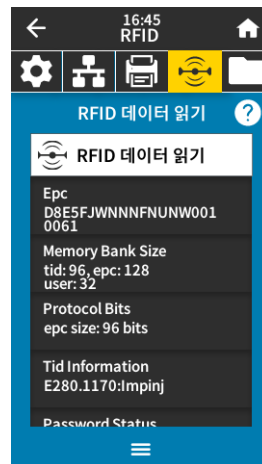 16:45
RFID
RFID 데이터 읽기
?
RFID 데이터 읽기
Epc
D8E5FJWNNNFNUNW001
0061
Memory Bank Size
tid: 96, epc: 128
user: 32
Protocol Bits
epc size: 96 bits
Tid Information
E280.1170:Impinj
Password Status